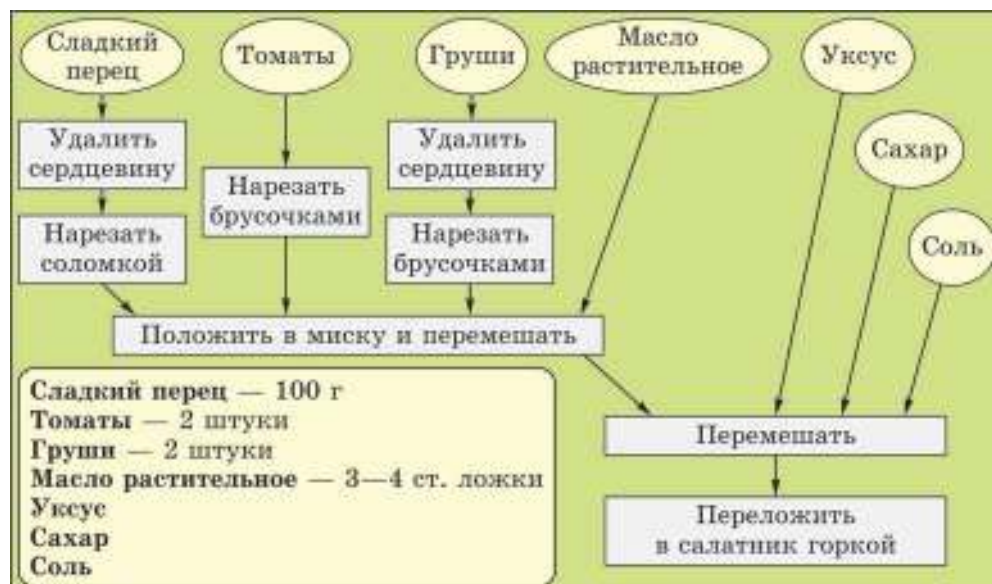 Сладкий
перец
Томаты
Груши
Масло
растительное
Уксус
Сахар
Соль
Удалить
сердцевину
Нарезать
соломкой
Нарезать
брусочками
Удалить
сердцевину
Нарезать
брусочками
Положить в миску и перемешать
Перемешать
Переложить
в салатник горкой
Сладкий перец — 100 г
Томаты — 2 штуки
Груши — 2 штуки
Масло растительное — 3—4 ст. ложки
Уксус
Сахар
Соль